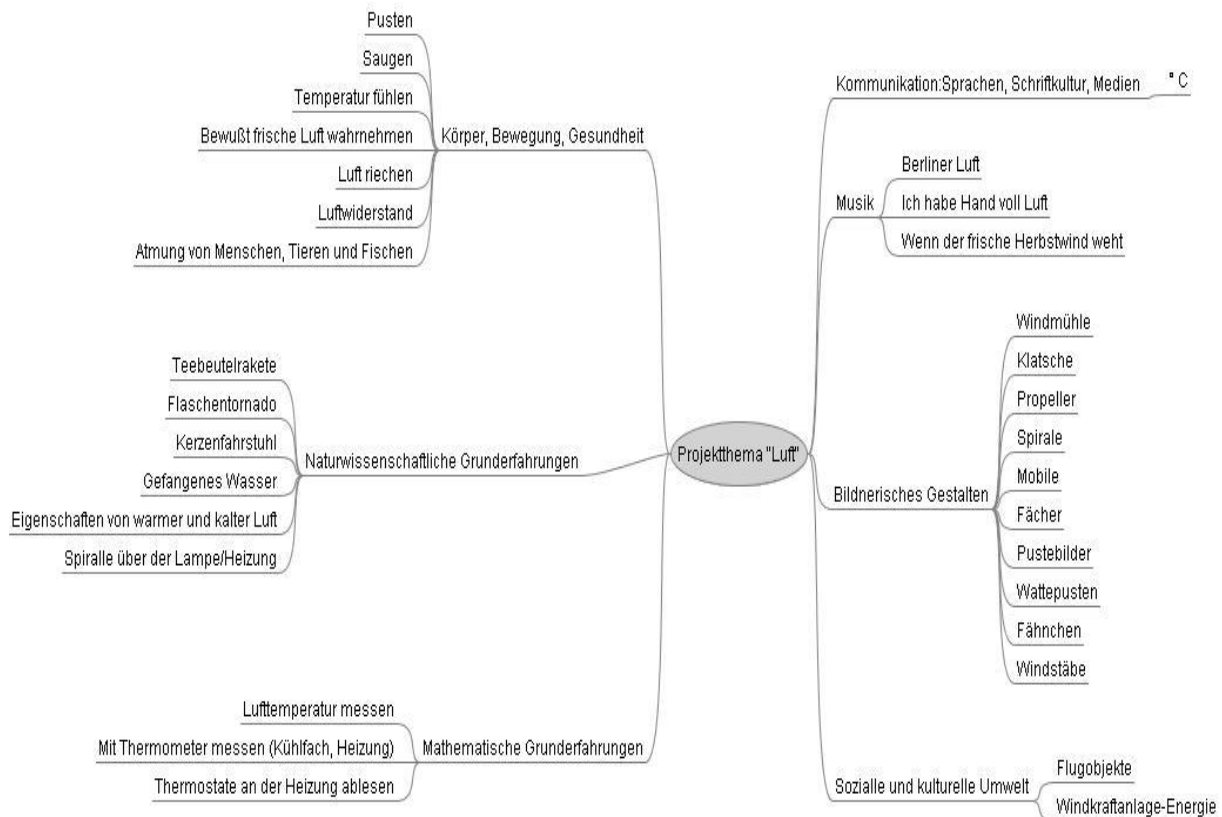 Projektthema "Luft"
Körper, Bewegung, Gesundheit
Pusten
Saugen
Temperatur fühlen
Bewußt frische Luft wahrnehmen
Luft riechen
Luftwiderstand
Atmung von Menschen, Tieren und Fischen
Naturwissenschaftliche Grunderfahrungen
Teebeutelrakete
Flaschentornado
Kerzenfahrstuhl
Gefangenes Wasser
Eigenschaften von warmer und kalter Luft
Spiralle über der Lampe/Heizung
Mathematische Grunderfahrungen
Lufttemperatur messen
Mit Thermometer messen (Kühlfach, Heizung)
Thermostate an der Heizung ablesen
Kommunikation:Sprachen, Schriftkultur, Medien
° C
Musik
Berliner Luft
Ich habe Hand voll Luft
Wenn der frische Herbstwind weht
Bildnerisches Gestalten
Windmühle
Klatsche
Propeller
Spirale
Mobile
Fächer
Pustebilder
Wattepusten
Fähnchen
Windstäbe
Sozialle und kulturelle Umwelt
Flugobjekte
Windkraftanlage-Energie